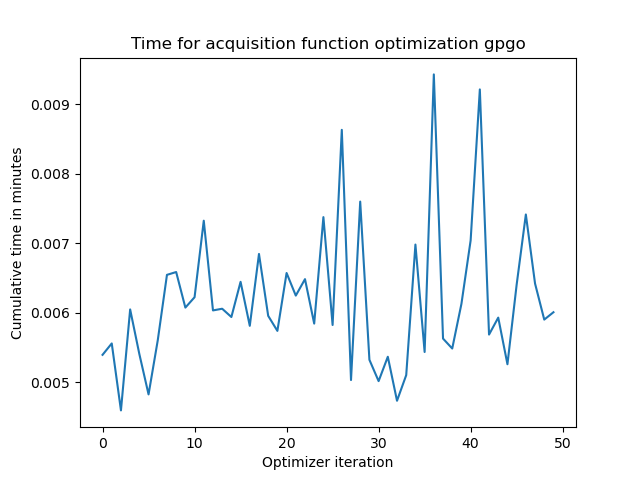 Time for acquisition function optimization gpgo
Cumulative time in minutes
0.009
0.008
0.007
0.006
0.005
0 10 20 30 40 50
Optimizer iteration